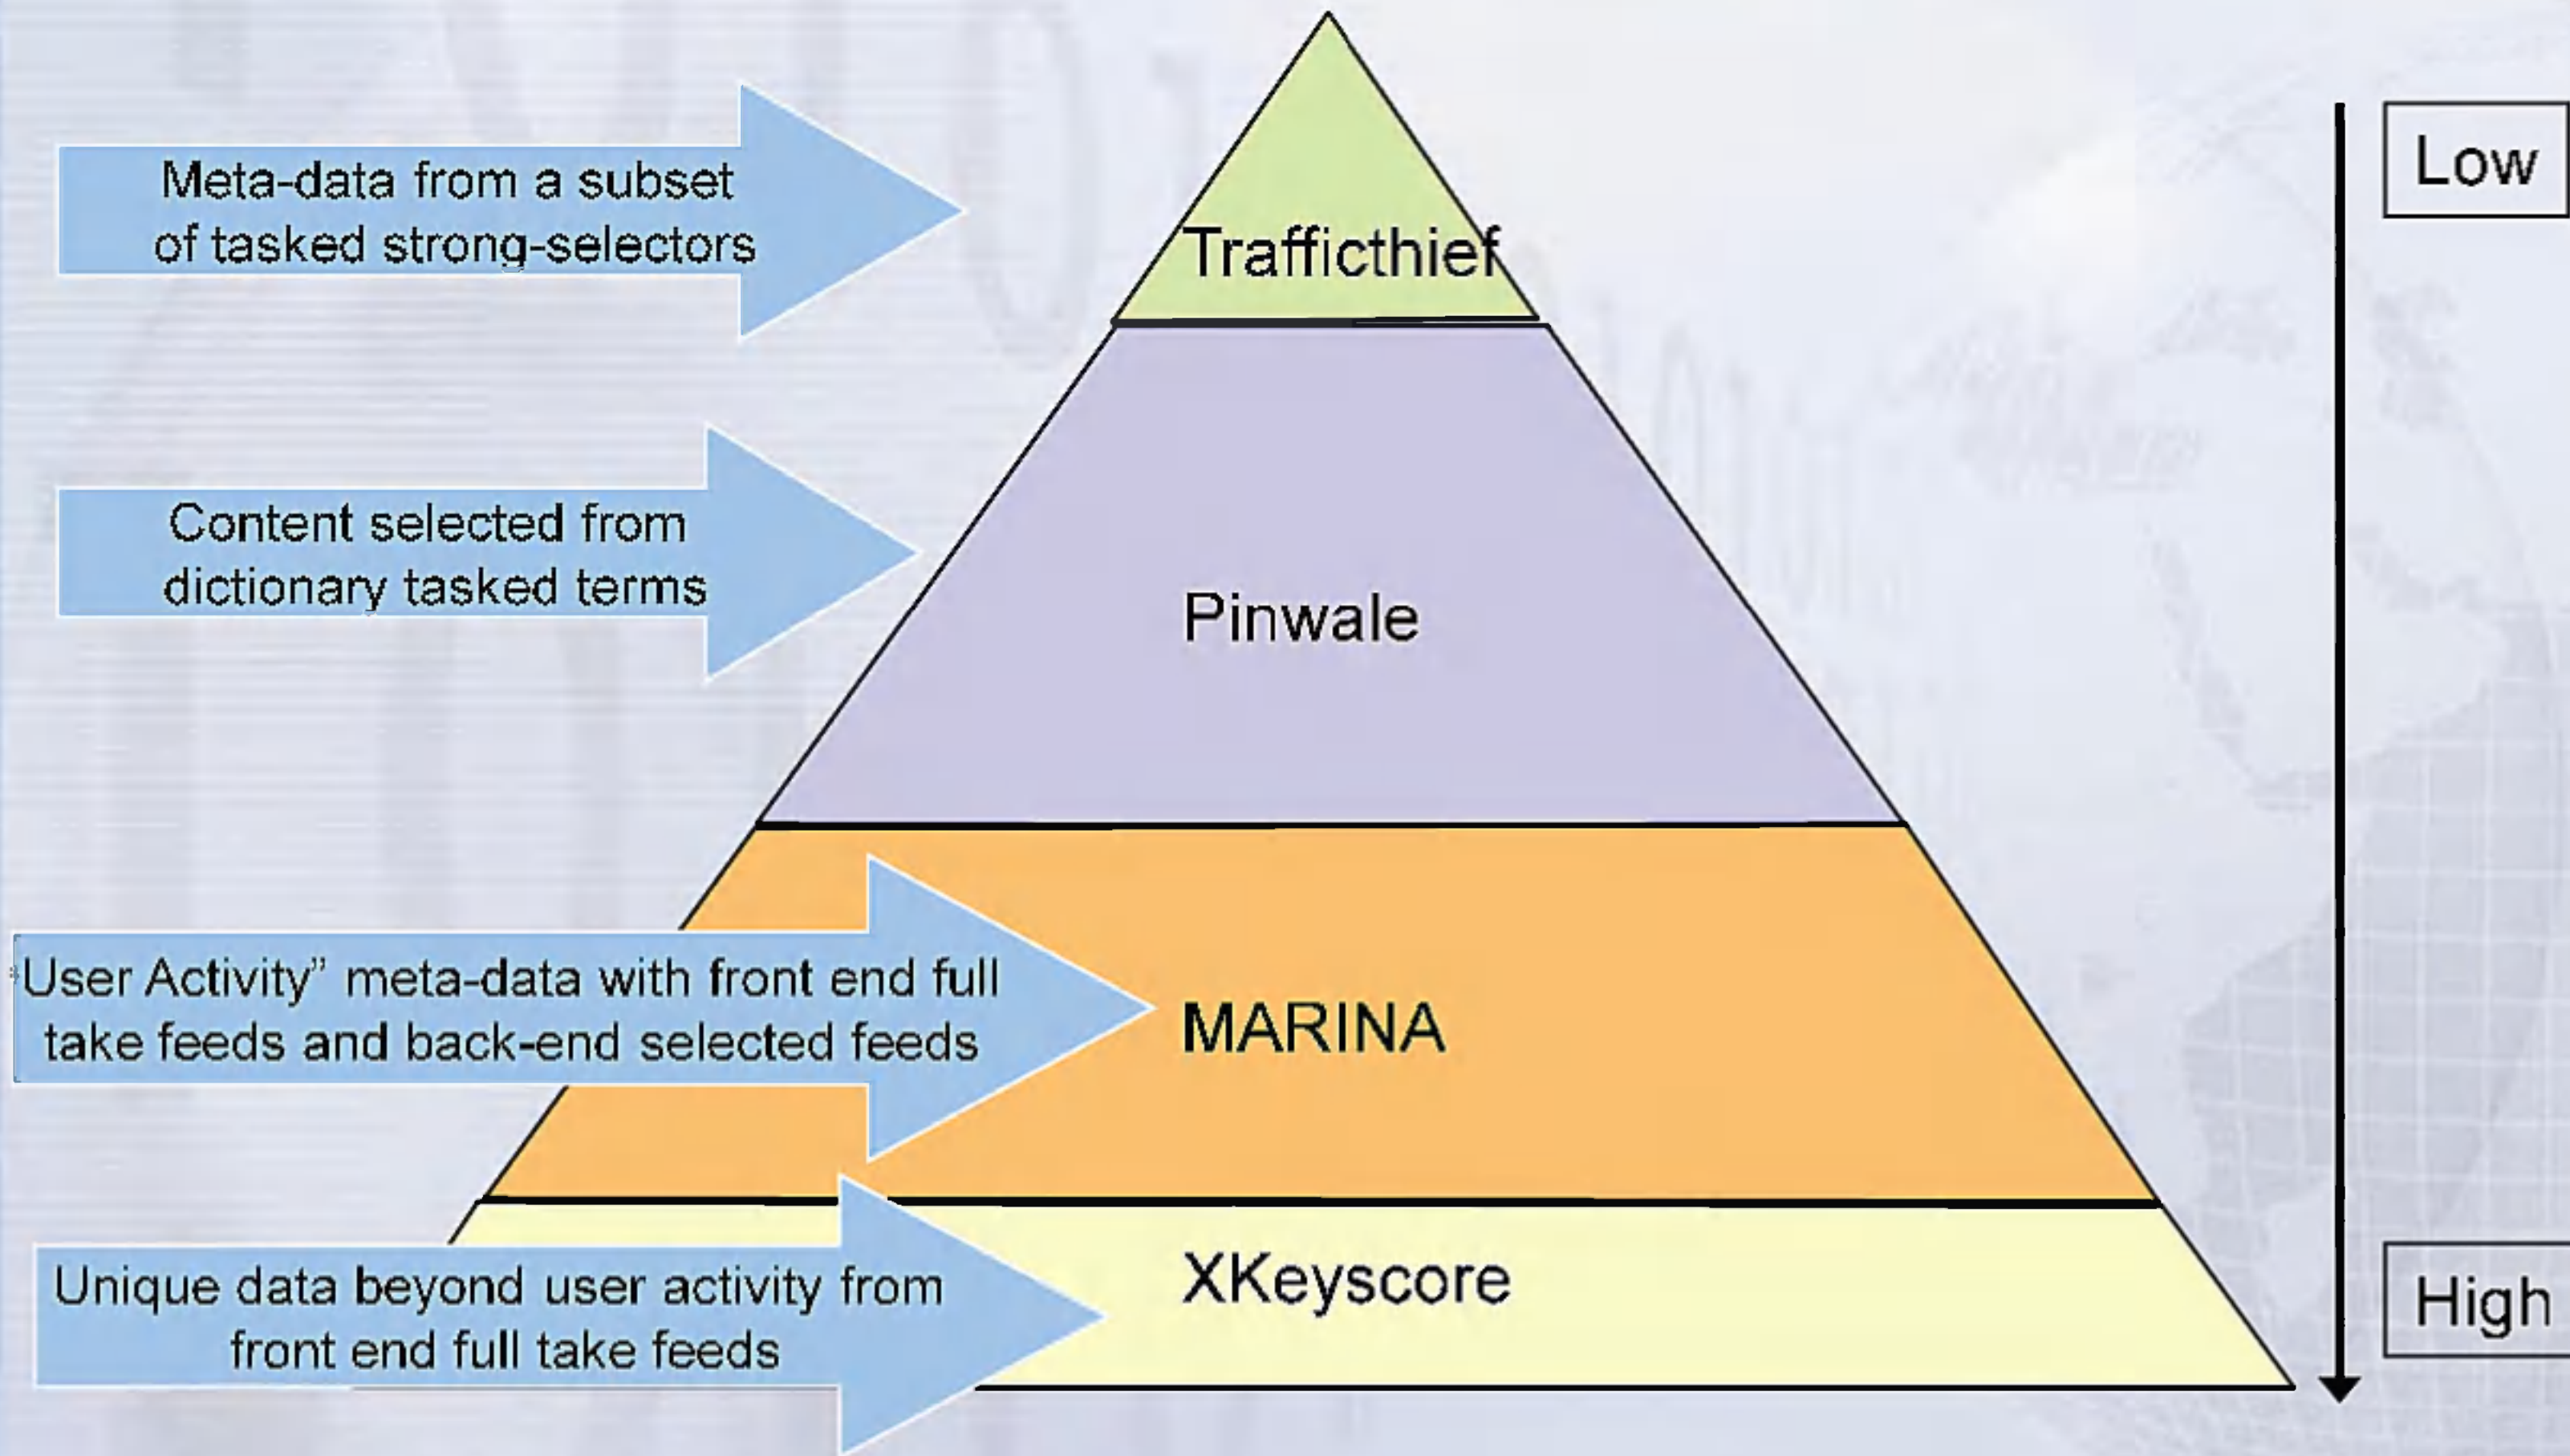 Meta-data from a subset
of tasked strong-selectors
Trafficthief
Low
Content selected from
dictionary tasked terms
Pinwale
“User Activity” meta-data with front end full
take feeds and back-end selected feeds
MARINA
Unique data beyond user activity from
front end full take feeds
XKeyscore
High